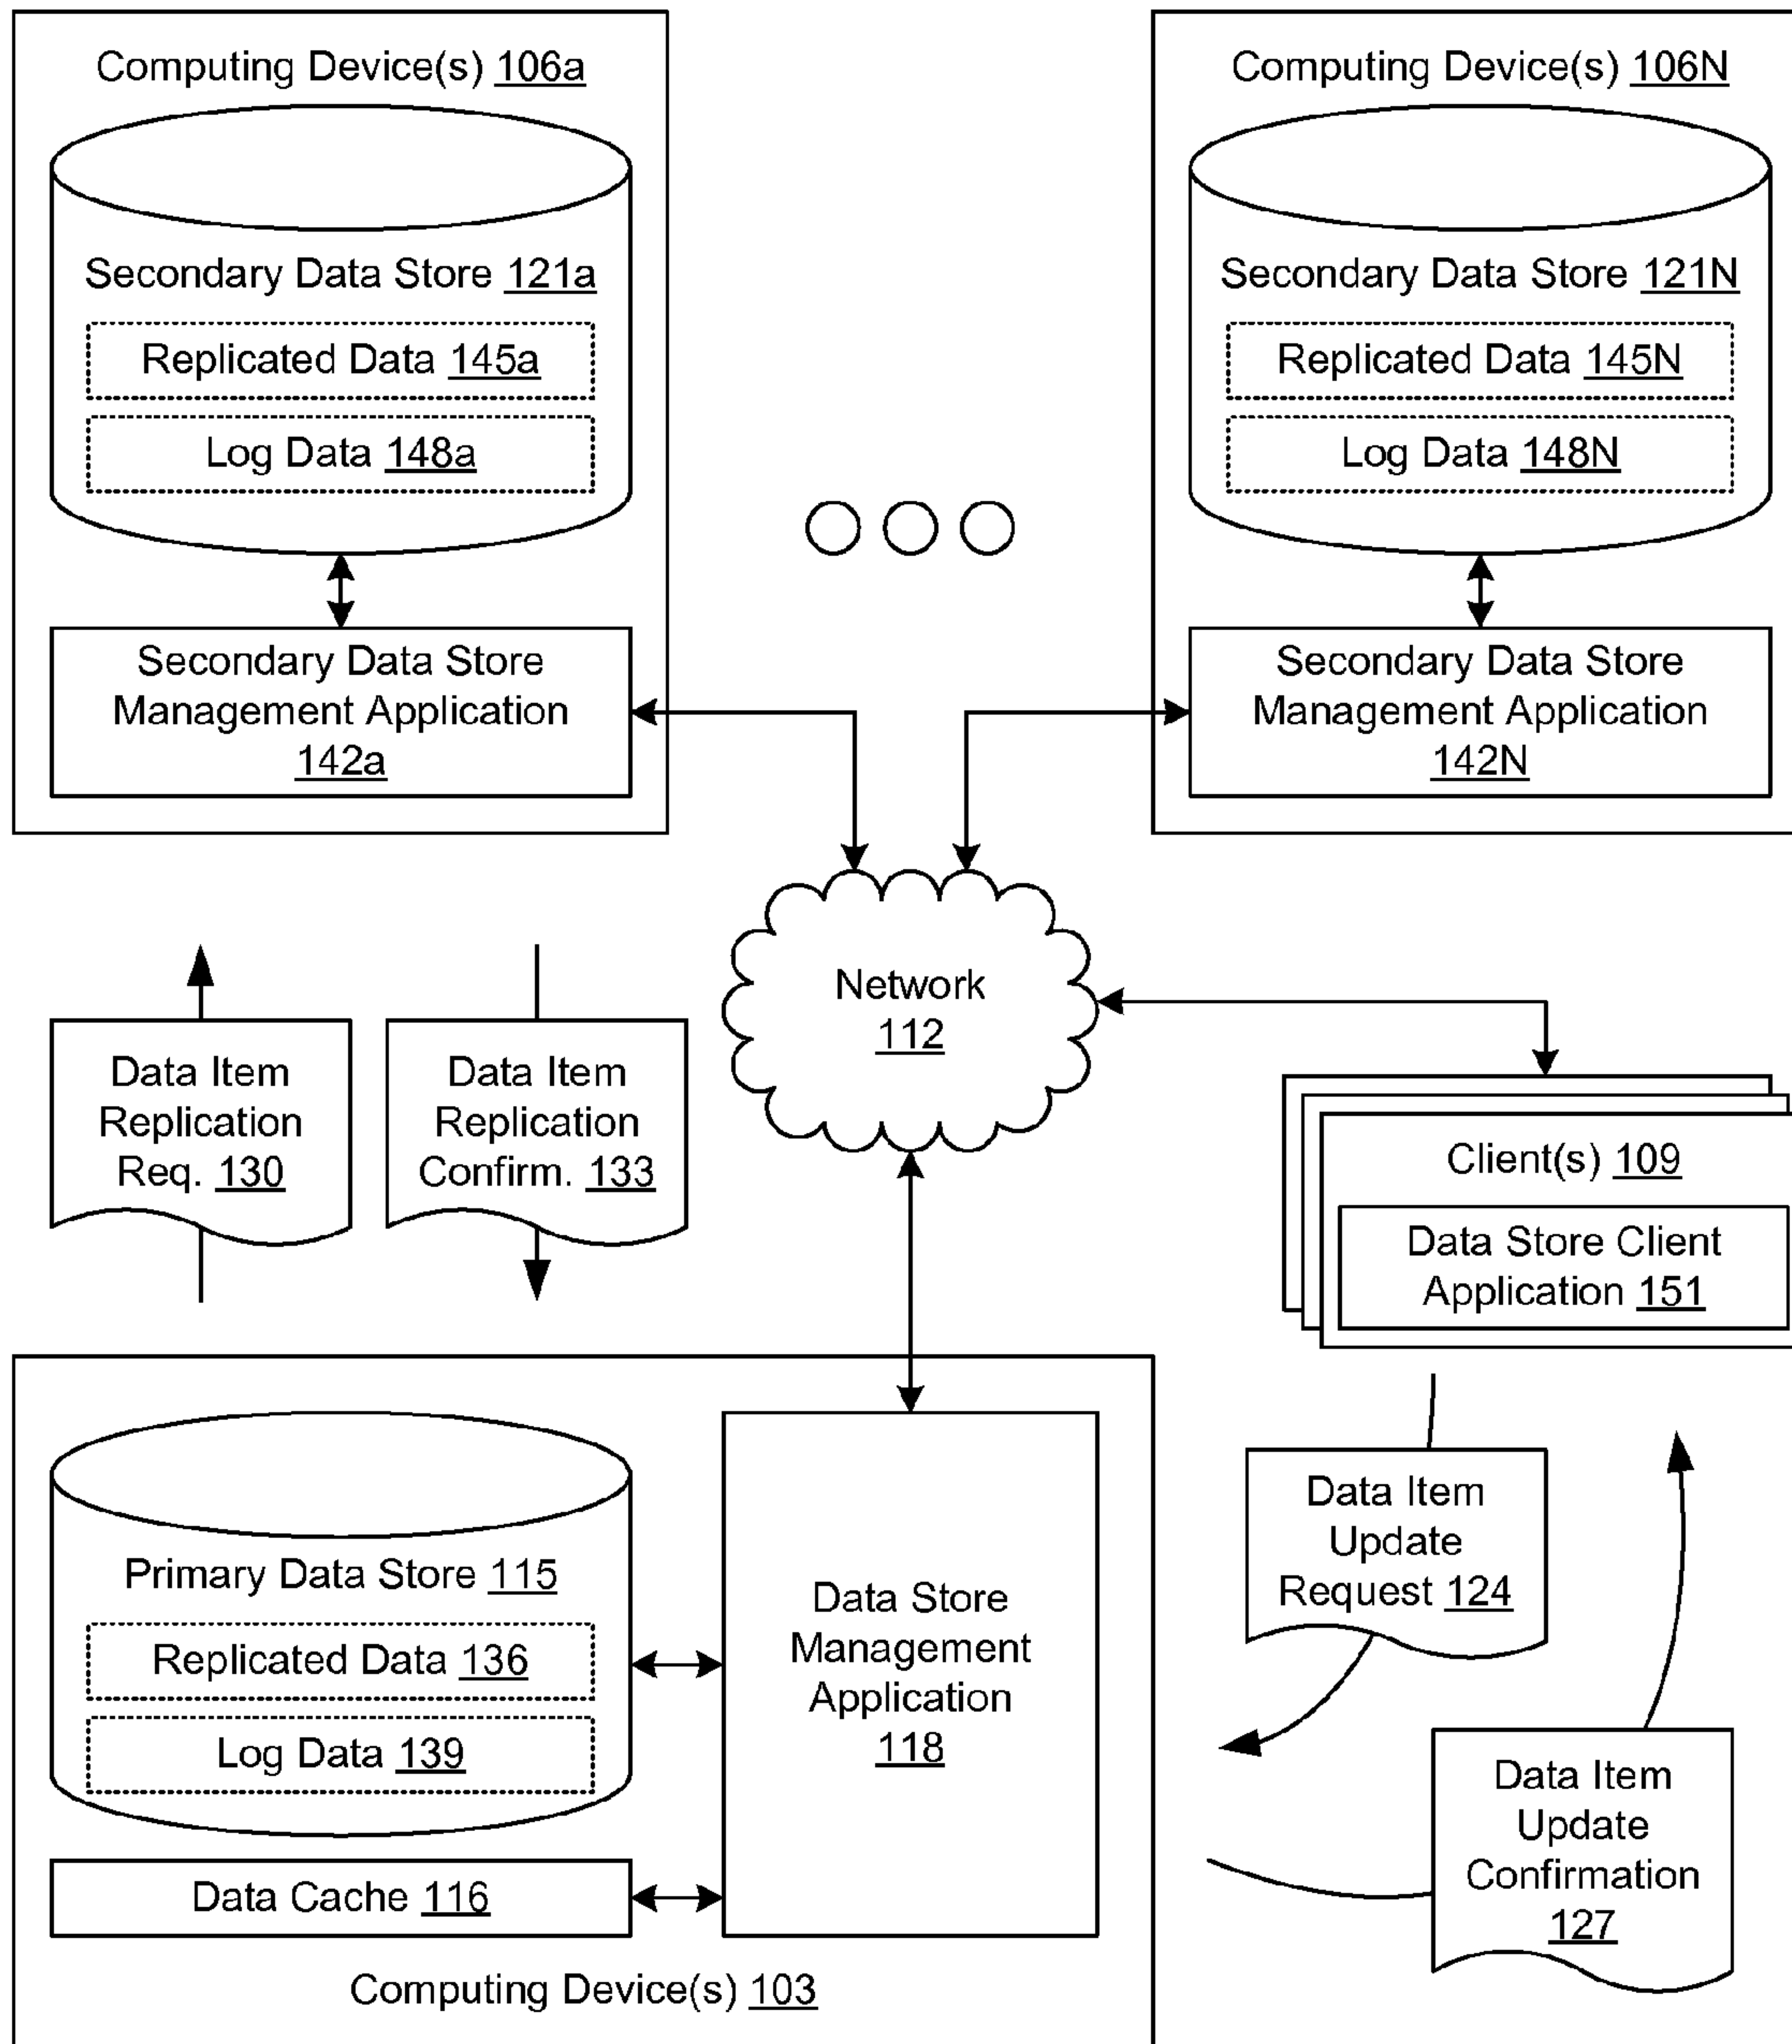 Computing Device(s) 106a
Secondary Data Store 121a
Replicated Data 145a
Log Data 148a
Secondary Data Store
Management Application
142a
Computing Device(s) 106N
Secondary Data Store 121N
Replicated Data 145N
Log Data 148N
Secondary Data Store
Management Application
142N
Network
112
Data Item
Replication
Req. 130
Data Item
Replication
Confirm. 133
Client(s) 109
Data Store Client
Application 151
Primary Data Store 115
Replicated Data 136
Log Data 139
Data Cache 116
Data Store
Management
Application
118
Computing Device(s) 103
Data Item
Update
Request 124
Data Item
Update
Confirmation
127